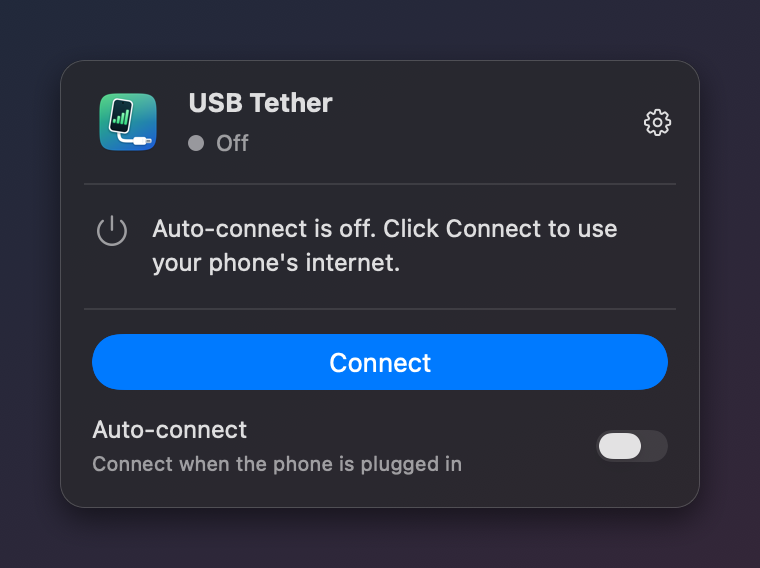 USB Tether
Off
Auto-connect is off. Click Connect to use
your phone's internet.
Connect
Auto-connect
Connect when the phone is plugged in